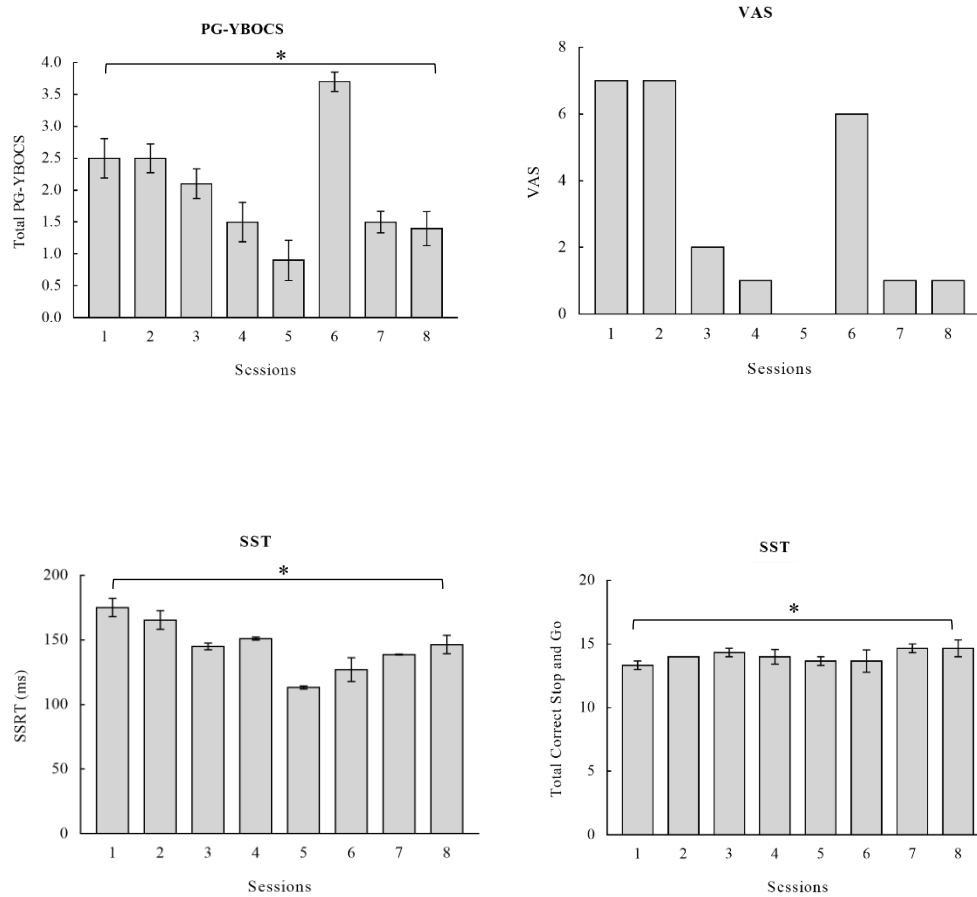 PG-YBOCS
*
4.0
3.5
3.0
2.5
2.0
1.5
1.0
0.5
0.0
Total PG-YBOCS
1 2 3 4 5 6 7 8
Sessions
VAS
8
6
4
2
0
VAS
1 2 3 4 5 6 7 8
Sessions
SST
*
200
150
100
50
0
SSRT (ms)
1 2 3 4 5 6 7 8
Sessions
SST
*
20
15
10
5
0
Total Correct Stop and Go
1 2 3 4 5 6 7 8
Sessions